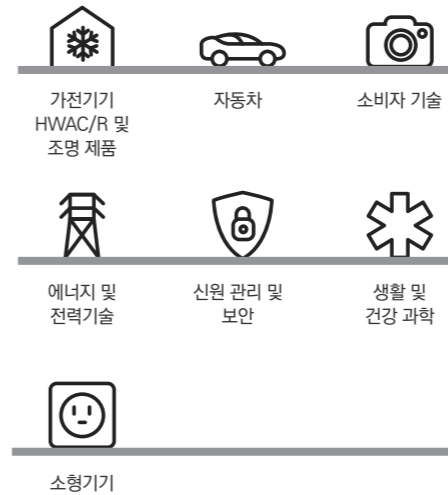 가전기기
HWAC/R 및
조명 제품
자동차
소비자 기술
에너지 및
전력기술
신원 관리 및
보안
생활 및
건강 과학
소형기기